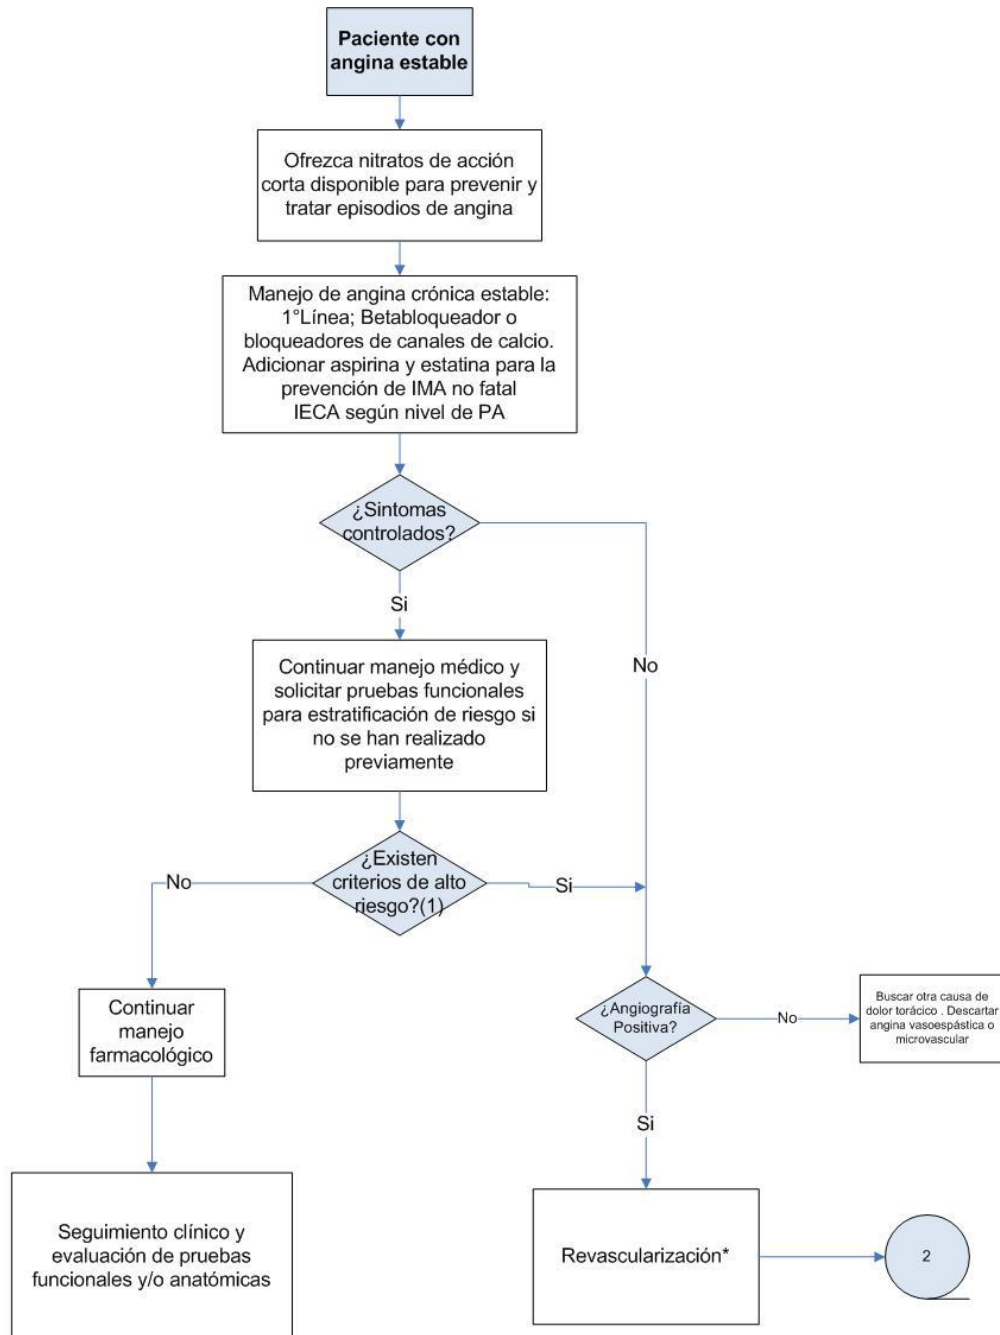 Paciente con
angina estable
Ofrezca nitratos de acción
corta disponible para prevenir y
tratar episodios de angina
Manejo de angina crónica estable:
1°Línea; Betabloqueador o
bloqueadores de canales de calcio.
Adicionar aspirina y estatina para la
prevención de IMA no fatal
IECA según nivel de PA
¿Sintomas
controlados?
Si
No
Continuar manejo médico y
solicitar pruebas funcionales
para estratificación de riesgo si
no se han realizado
previamente
¿Existen
criterios de alto
riesgo?(1)
No
Si
Continuar
manejo
farmacológico
¿Angiografía
Positiva?
No
Buscar otra causa de
dolor torácico . Descartar
angina vasoespástica o
microvascular
Si
Seguimiento clínico y
evaluación de pruebas
funcionales y/o anatómicas
Revascularización*
2